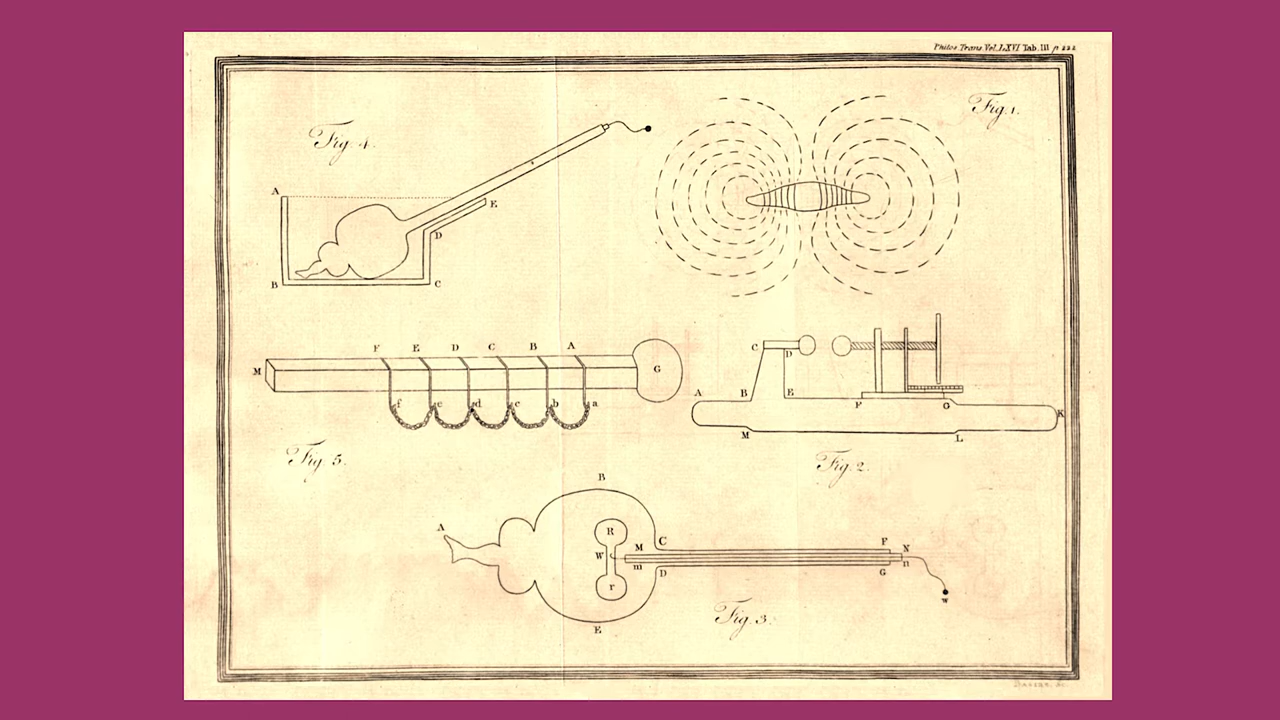 Philos. Trans. Vol. LXVI Tab. III p 222
Fig. 4.
Fig. 1.
A
E
D
B
C
F E D C B A
M
G
f e d c b a
C
D
A
B
E
F
G
K
M
L
Fig. 5.
Fig. 2.
B
A
R
M
C
F
N
W
m
D
G
n
r
w
E
Fig. 3.